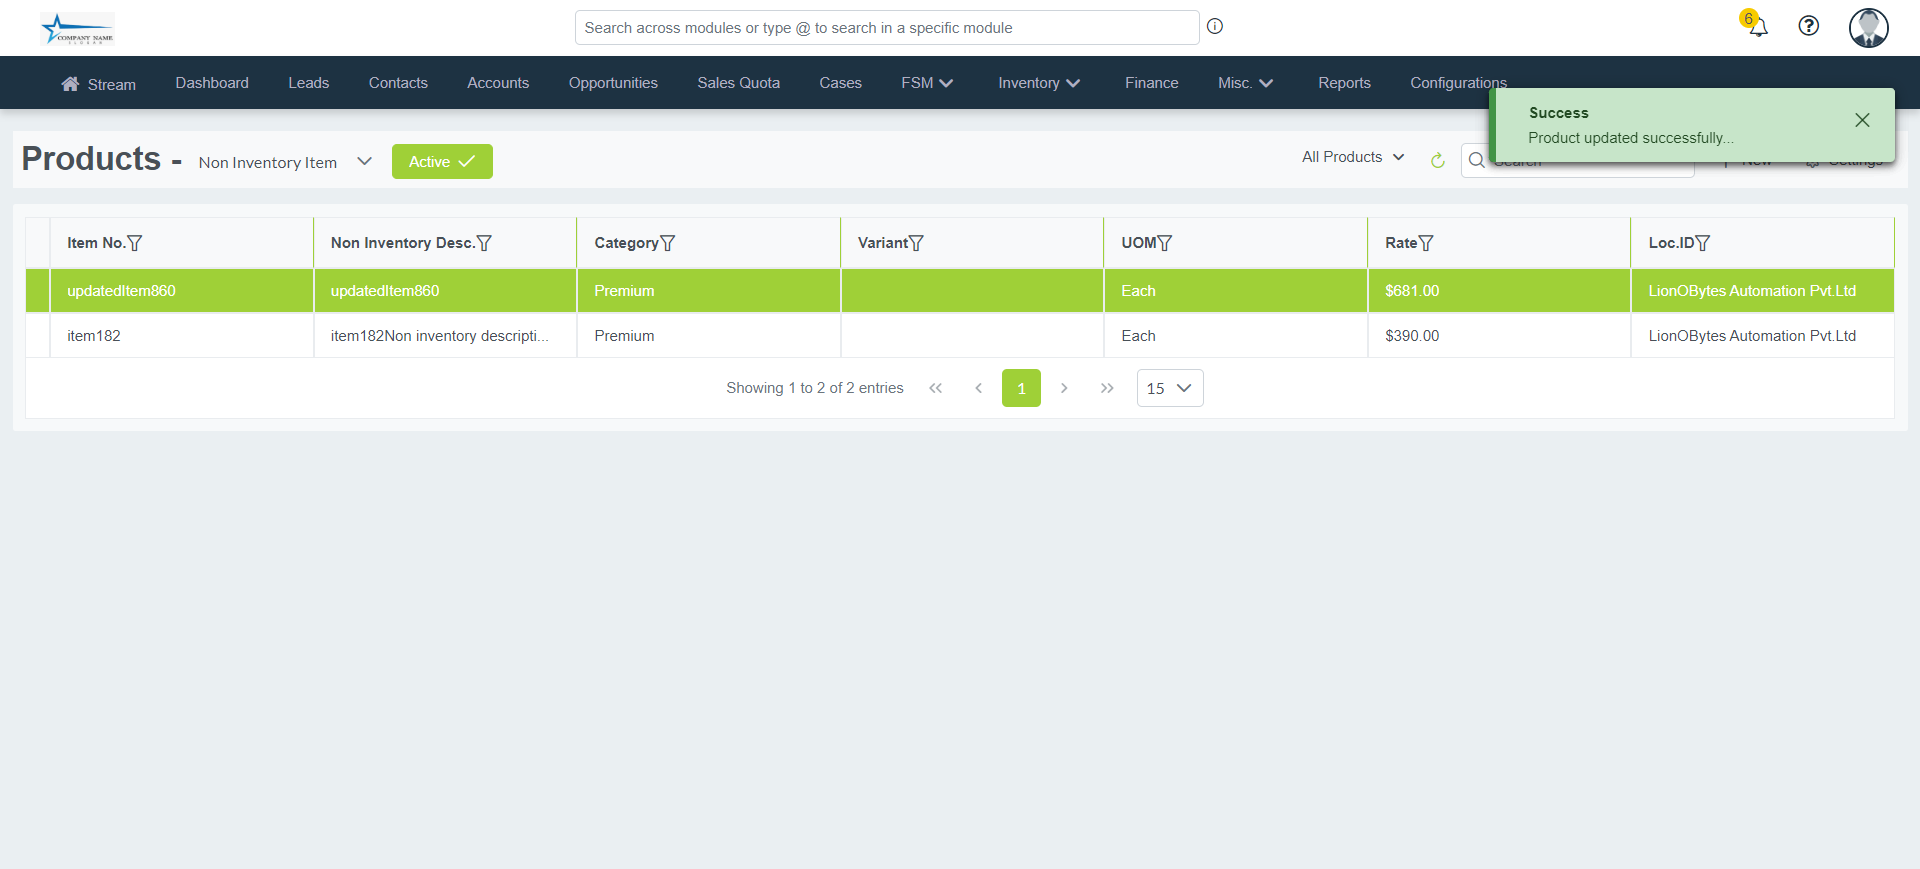 COMPANY NAME
Search across modules or type @ to search in a specific module
6
Stream Dashboard Leads Contacts Accounts Opportunities Sales Quota Cases FSM Inventory Finance Misc. Reports Configurations
Success
Product updated successfully...
Products - Non Inventory Item Active All Products Search New Settings
Item No. Non Inventory Desc. Category Variant UOM Rate Loc.ID
updatedItem860 updatedItem860 Premium Each $681.00 LionOBytes Automation Pvt.Ltd
item182 item182Non inventory descripti... Premium Each $390.00 LionOBytes Automation Pvt.Ltd
Showing 1 to 2 of 2 entries 1 15